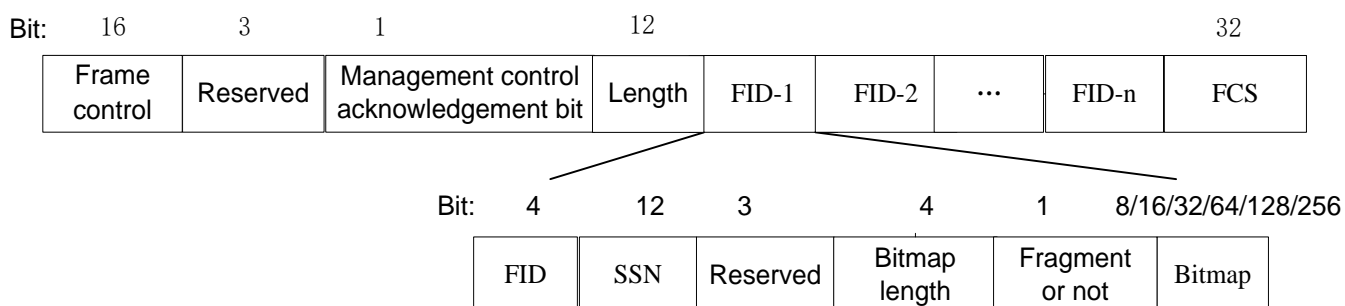 Bit: 16 3 1 12 32
Frame control Reserved Management control acknowledgement bit Length FID-1 FID-2 ... FID-n FCS
Bit: 4 12 3 4 1 8/16/32/64/128/256
FID SSN Reserved Bitmap length Fragment or not Bitmap